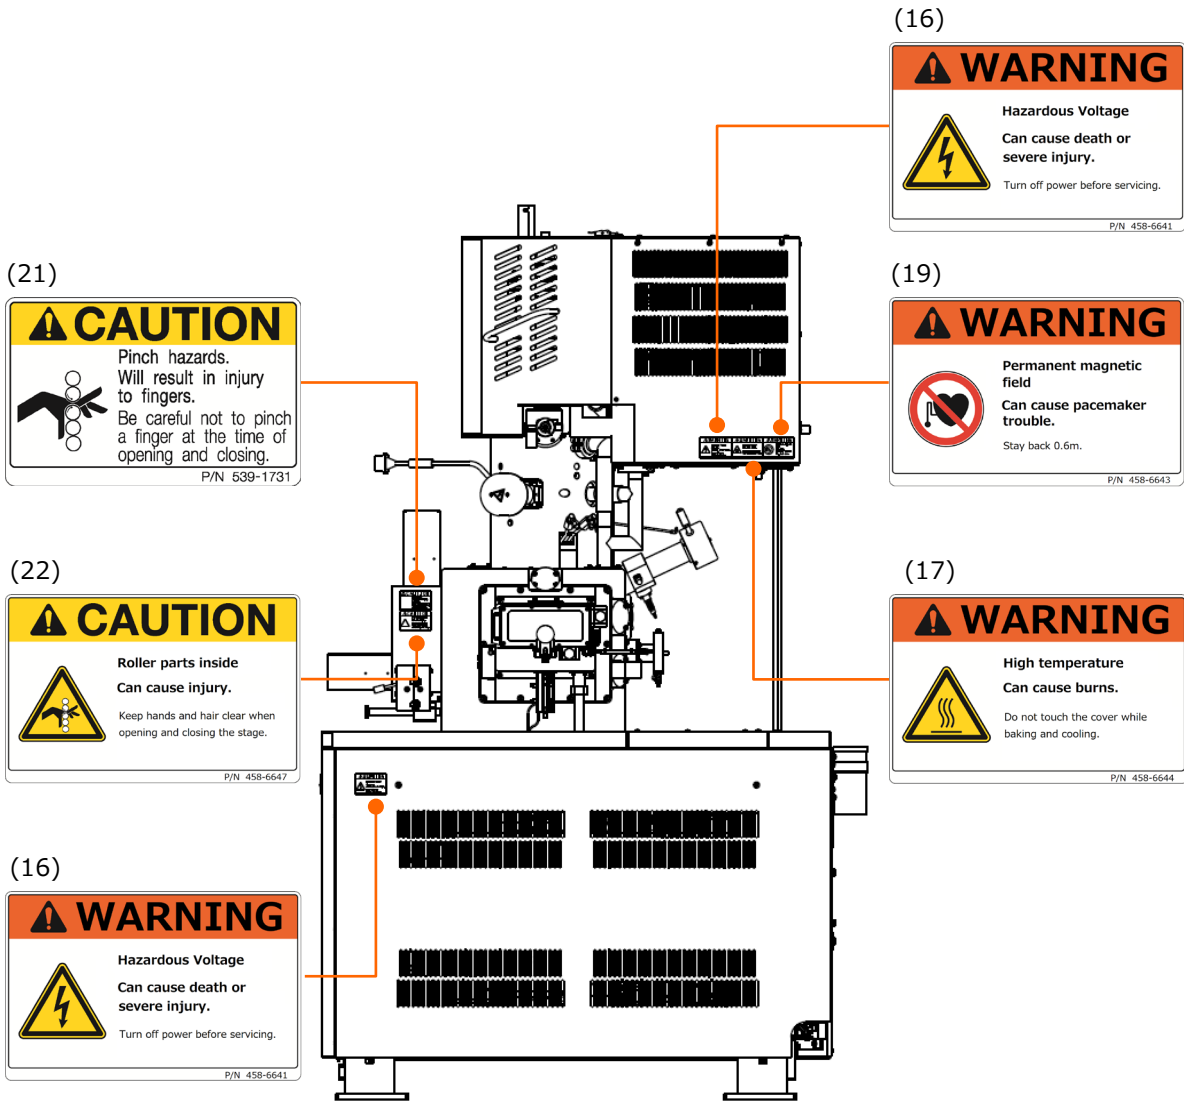 (16)
WARNING
Hazardous Voltage
Can cause death or
severe injury.
Turn off power before servicing.
P/N 458-6641
(21)
CAUTION
Pinch hazards.
Will result in injury
to fingers.
Be careful not to pinch
a finger at the time of
opening and closing.
P/N 539-1731
(19)
WARNING
Permanent magnetic
field
Can cause pacemaker
trouble.
Stay back 0.6m.
P/N 458-6643
(22)
CAUTION
Roller parts inside
Can cause injury.
Keep hands and hair clear when
opening and closing the stage.
P/N 458-6647
(17)
WARNING
High temperature
Can cause burns.
Do not touch the cover while
baking and cooling.
P/N 458-6644
(16)
WARNING
Hazardous Voltage
Can cause death or
severe injury.
Turn off power before servicing.
P/N 458-6641